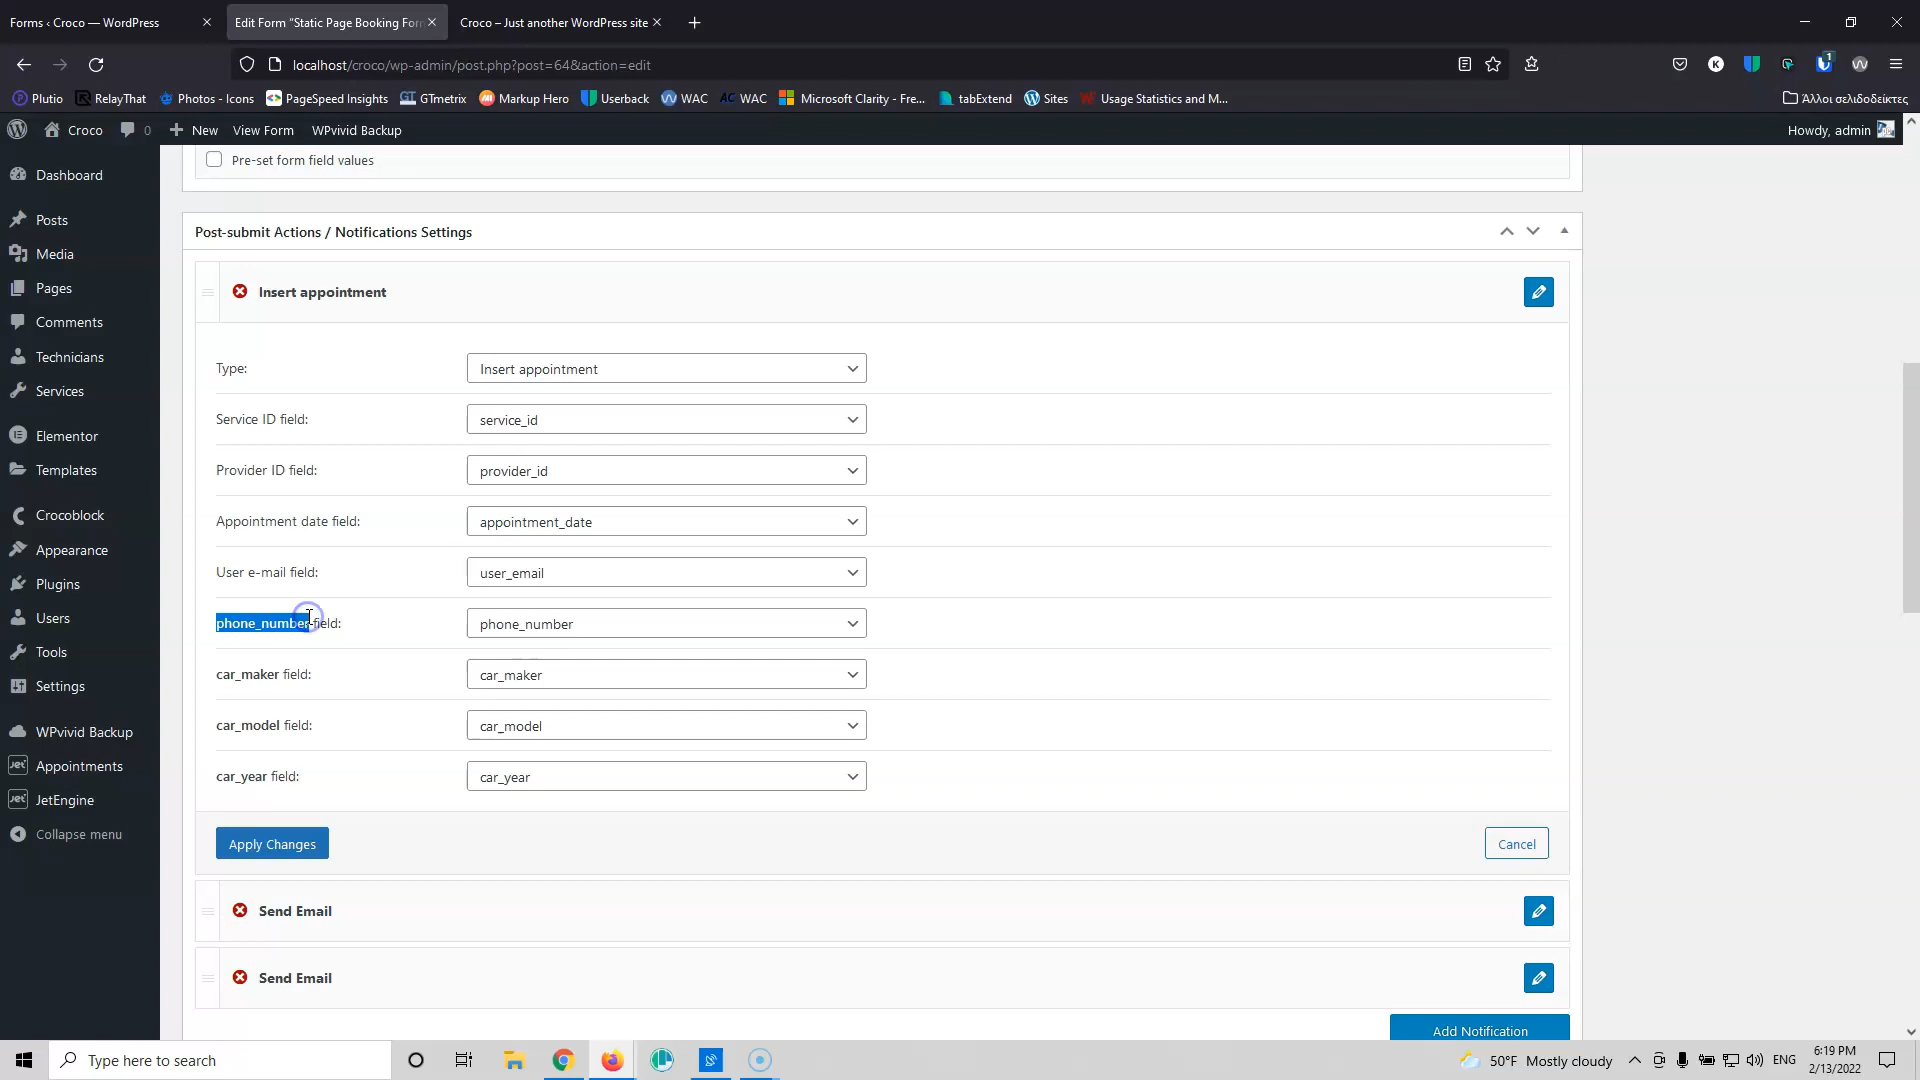 Forms ‹ Croco — WordPress
Edit Form "Static Page Booking For
Croco – Just another WordPress site
localhost/croco/wp-admin/post.php?post=64&action=edit
Plutio
RelayThat
Photos - Icons
PageSpeed Insights
GTmetrix
Markup Hero
Userback
WAC
WAC
Microsoft Clarity - Fre...
tabExtend
Sites
Usage Statistics and M...
Άλλοι σελιδοδείκτες
Croco
0
New
View Form
WPvivid Backup
Howdy, admin
Dashboard
Posts
Media
Pages
Comments
Technicians
Services
Elementor
Templates
Crocoblock
Appearance
Plugins
Users
Tools
Settings
WPvivid Backup
Appointments
JetEngine
Collapse menu
Pre-set form field values
Post-submit Actions / Notifications Settings
Insert appointment
Type:
Insert appointment
Service ID field:
service_id
Provider ID field:
provider_id
Appointment date field:
appointment_date
User e-mail field:
user_email
phone_number field:
phone_number
car_maker field:
car_maker
car_model field:
car_model
car_year field:
car_year
Apply Changes
Cancel
Send Email
Send Email
Add Notification
Type here to search
50°F Mostly cloudy
ENG
6:19 PM
2/13/2022